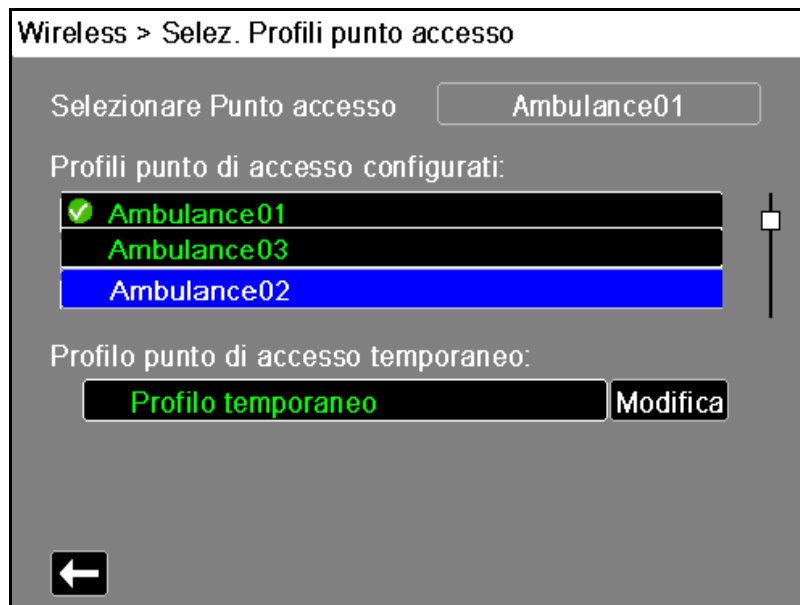 Wireless > Selez. Profili punto accesso
Selezionare Punto accesso Ambulance01
Profili punto di accesso configurati:
Ambulance01
Ambulance03
Ambulance02
Profilo punto di accesso temporaneo:
Profilo temporaneo Modifica